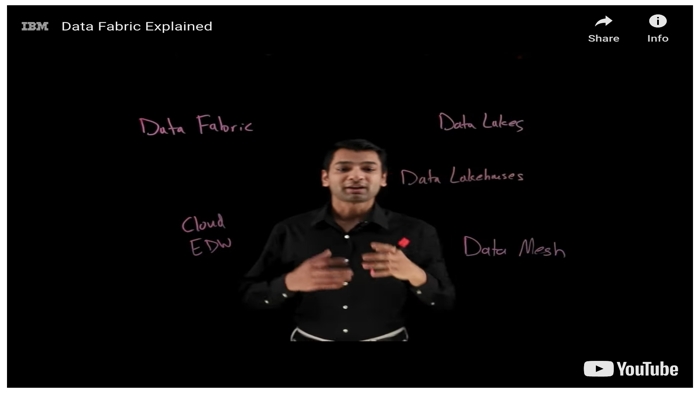 IBM Data Fabric Explained
Share
Info
Data Fabric
Data Lakes
Data Lakehouses
Cloud
EDW
Data Mesh
YouTube